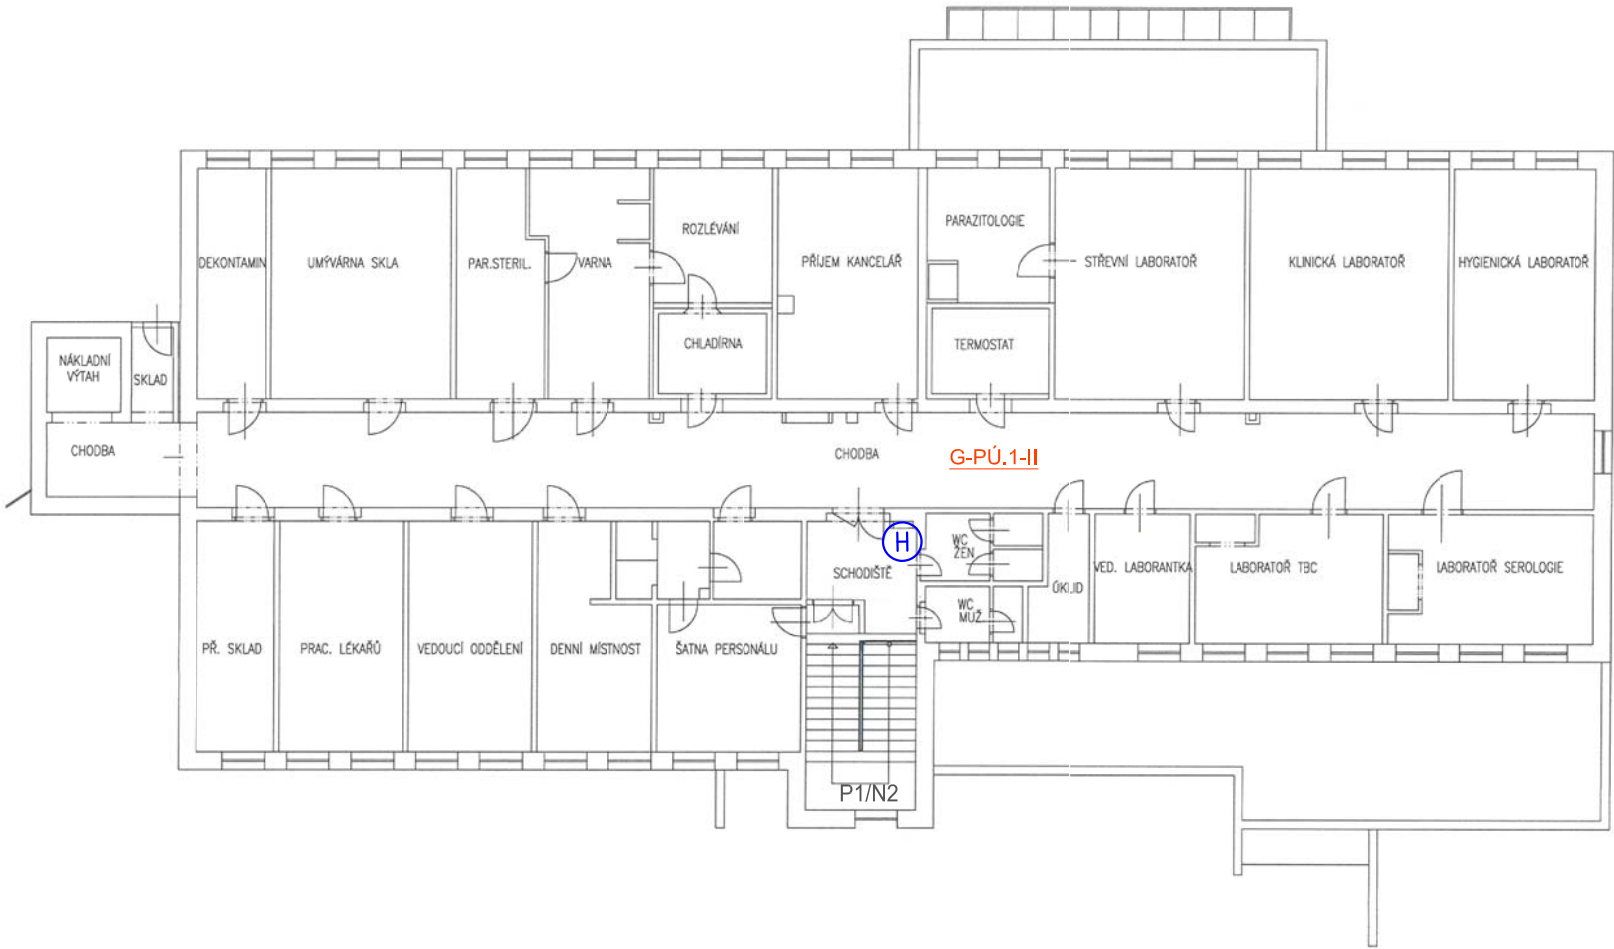 PARAZITOLOGIE
ROZLÉVÁNÍ
DEKONTAMIN
UMÝVÁRNA SKLA
PAR.STERIL.
VARNA
PŘÍJEM KANCELÁŘ
STŘEVNÍ LABORATOŘ
KLINICKÁ LABORATOŘ
HYGIENICKÁ LABORATOŘ
CHLADÍRNA
TERMOSTAT
NÁKLADNÍ
VÝTAH
SKLAD
CHODBA
CHODBA
G-PÚ.1-II
H
WC
ŽEN
SCHODIŠTĚ
VED. LABORANTKA
LABORATOŘ TBC
LABORATOŘ SEROLOGIE
ÚKLID
WC
MUŽ
PŘ. SKLAD
PRAC. LÉKAŘŮ
VEDOUCÍ ODDĚLENÍ
DENNÍ MÍSTNOST
ŠATNA PERSONÁLU
P1/N2